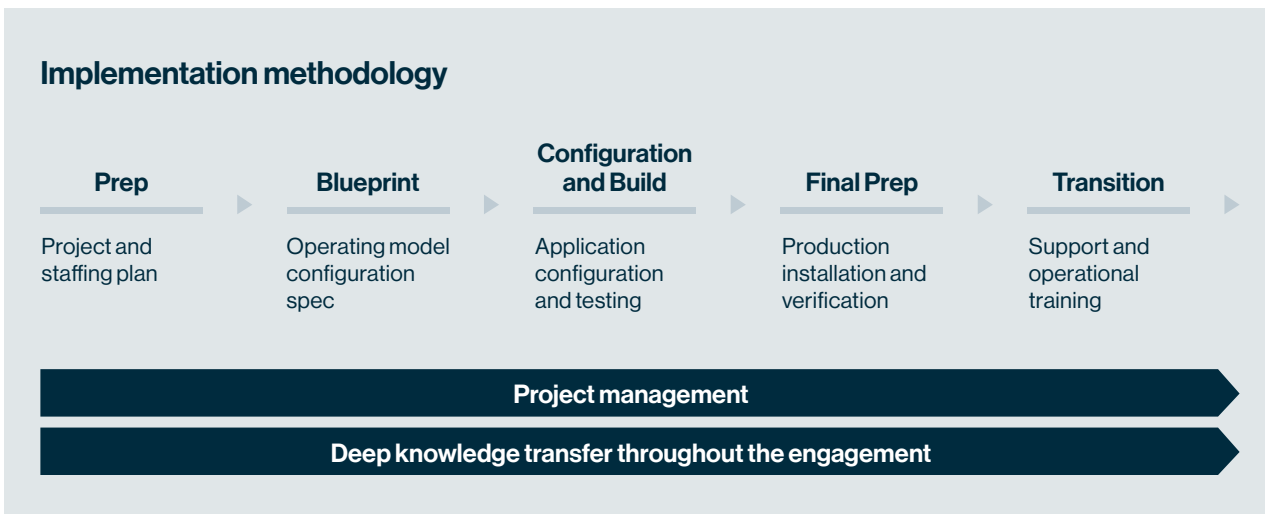 Implementation methodology
Prep
Project and
staffing plan
Blueprint
Operating model
configuration
spec
Configuration
and Build
Application
configuration
and testing
Final Prep
Production
installation and
verification
Transition
Support and
operational
training
Project management
Deep knowledge transfer throughout the engagement